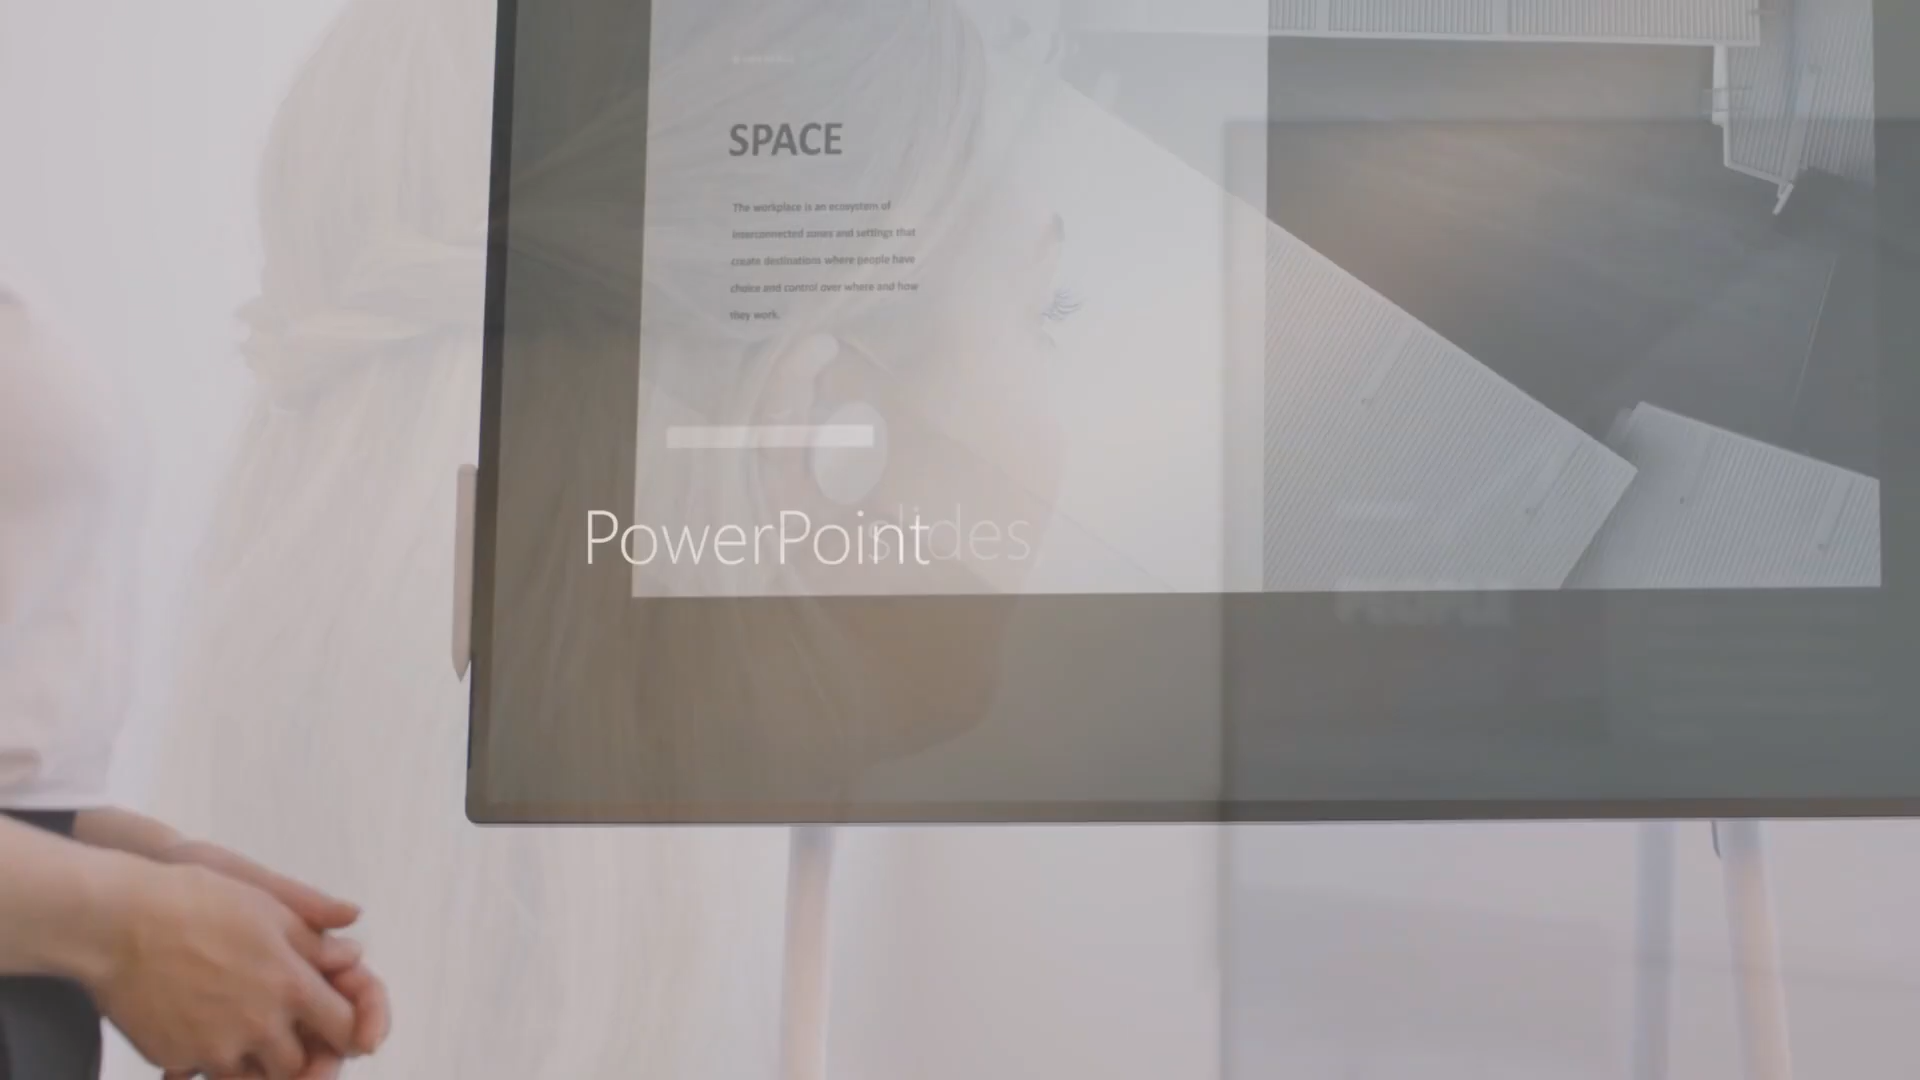 SPACE
The workplace is an ecosystem of
interconnected zones and settings that
create destinations where people have
choice and control over where and how
they work.
PowerPoint
slides